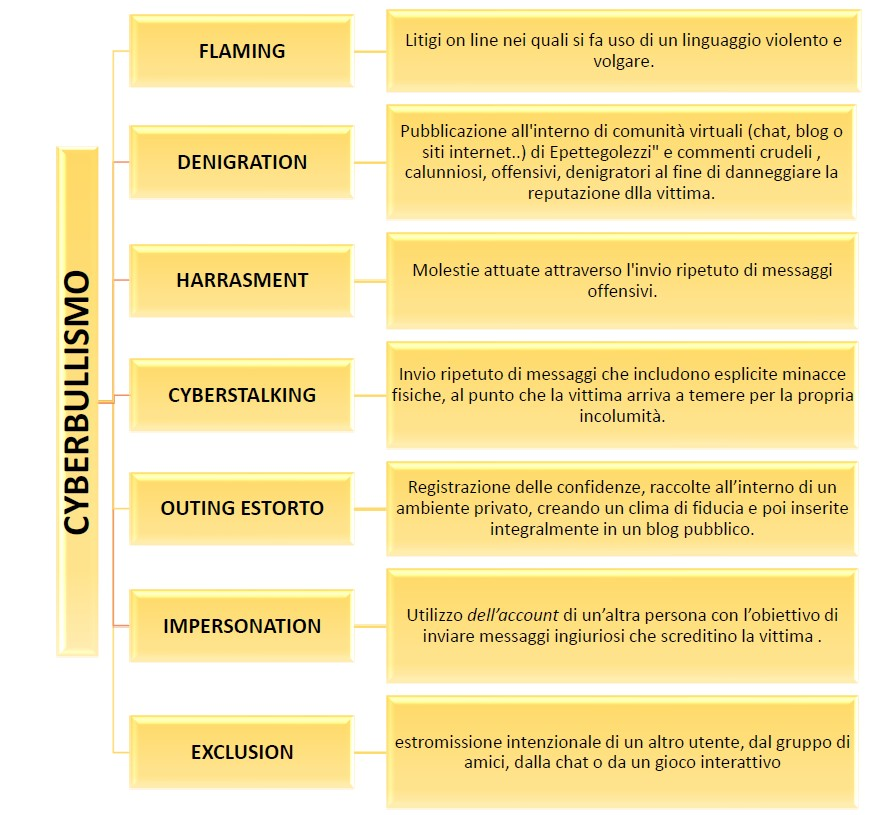 CYBERBULLISMO
FLAMING
Litigi on line nei quali si fa uso di un linguaggio violento e
volgare.
DENIGRATION
Pubblicazione all'interno di comunità virtuali (chat, blog o
siti internet..) di Epettegolezzi" e commenti crudeli ,
calunniosi, offensivi, denigratori al fine di danneggiare la
reputazione dlla vittima.
HARRASMENT
Molestie attuate attraverso l'invio ripetuto di messaggi
offensivi.
CYBERSTALKING
Invio ripetuto di messaggi che includono esplicite minacce
fisiche, al punto che la vittima arriva a temere per la propria
incolumità.
OUTING ESTORTO
Registrazione delle confidenze, raccolte all’interno di un
ambiente privato, creando un clima di fiducia e poi inserite
integralmente in un blog pubblico.
IMPERSONATION
Utilizzo dell’account di un’altra persona con l’obiettivo di
inviare messaggi ingiuriosi che screditino la vittima .
EXCLUSION
estromissione intenzionale di un altro utente, dal gruppo di
amici, dalla chat o da un gioco interattivo